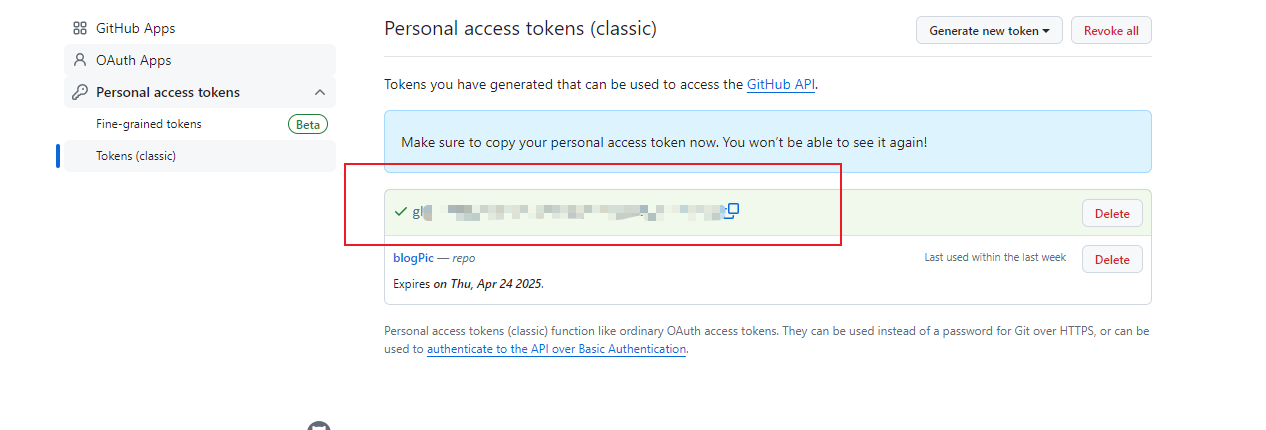 GitHub Apps
OAuth Apps
Personal access tokens
Fine-grained tokens Beta
Tokens (classic)
Personal access tokens (classic)
Generate new token
Revoke all
Tokens you have generated that can be used to access the GitHub API.
Make sure to copy your personal access token now. You won’t be able to see it again!
Delete
blogPic — repo
Last used within the last week
Delete
Expires on Thu, Apr 24 2025.
Personal access tokens (classic) function like ordinary OAuth access tokens. They can be used instead of a password for Git over HTTPS, or can be
used to authenticate to the API over Basic Authentication.